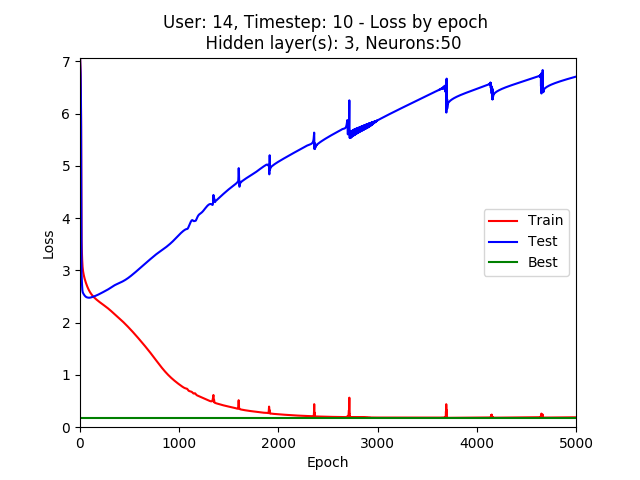 User: 14, Timestep: 10 - Loss by epoch
Hidden layer(s): 3, Neurons:50
7
6
5
4
3
2
1
0
Loss
Train
Test
Best
0 1000 2000 3000 4000 5000
Epoch